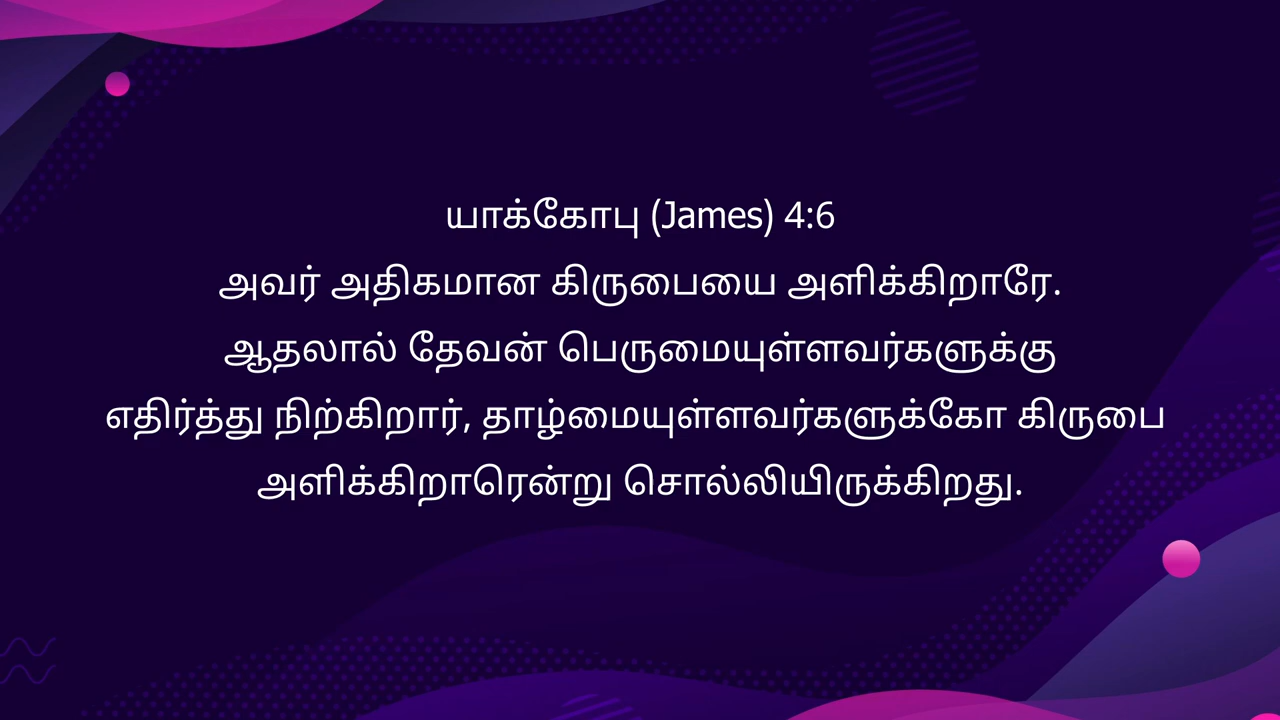 யாக்கோபு (James) 4:6
அவர் அதிகமான கிருபையை அளிக்கிறாரே.
ஆதலால் தேவன் பெருமையுள்ளவர்களுக்கு
எதிர்த்து நிற்கிறார், தாழ்மையுள்ளவர்களுக்கோ கிருபை
அளிக்கிறாரென்று சொல்லியிருக்கிறது.